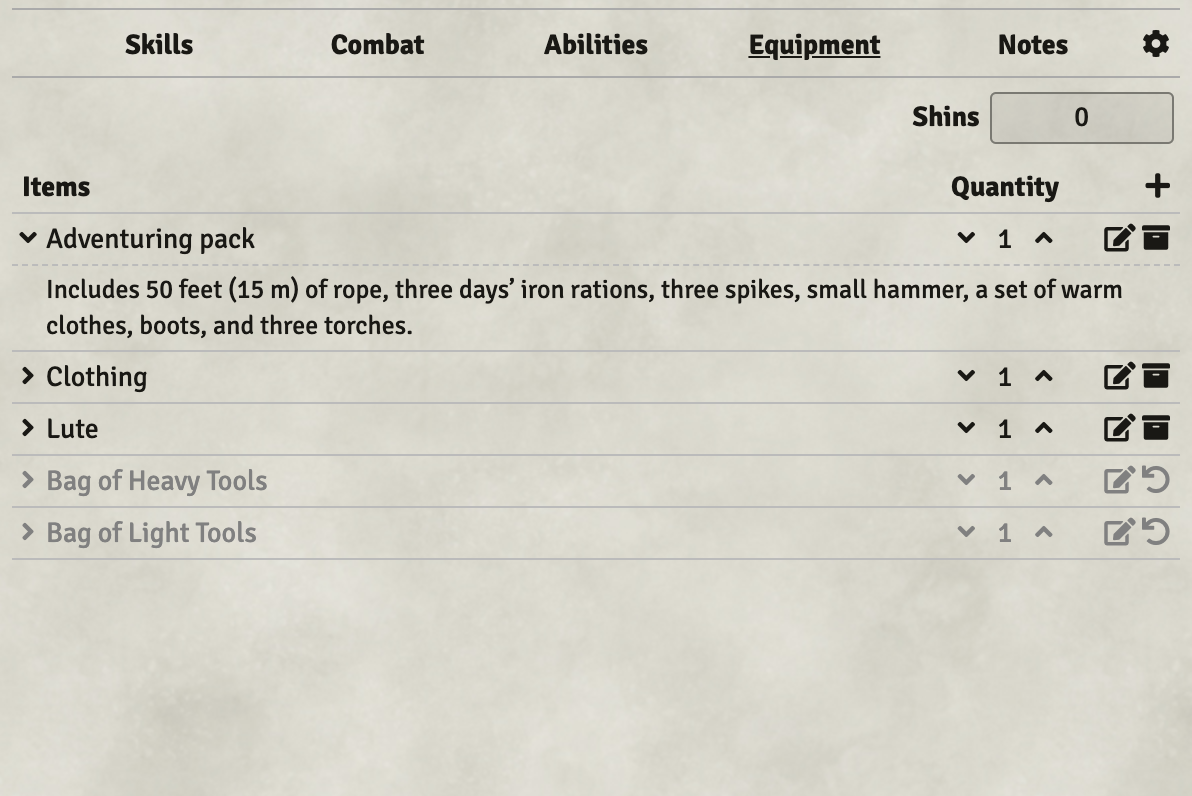 Skills Combat Abilities Equipment Notes
Shins 0
Items Quantity
Adventuring pack 1
Includes 50 feet (15 m) of rope, three days’ iron rations, three spikes, small hammer, a set of warm
clothes, boots, and three torches.
Clothing 1
Lute 1
Bag of Heavy Tools 1
Bag of Light Tools 1